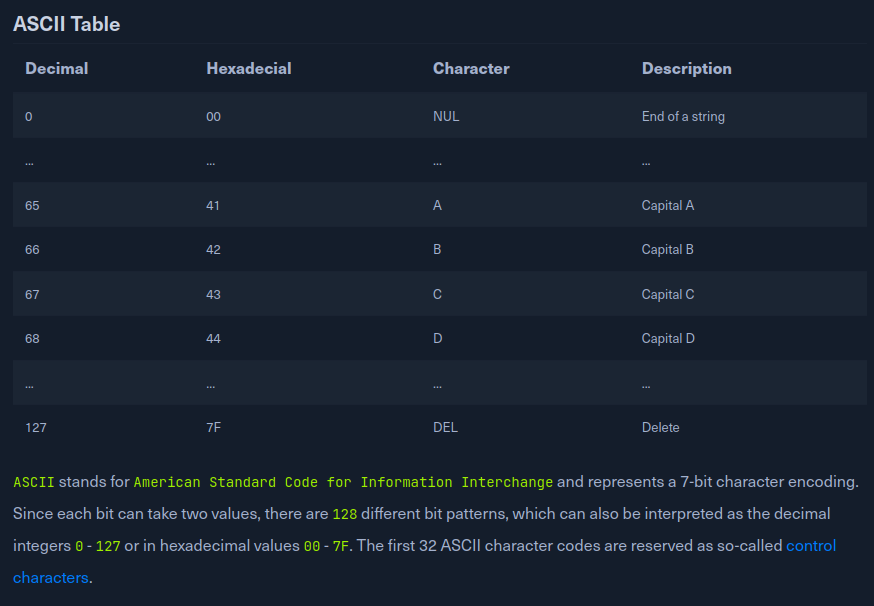 ASCII Table
Decimal Hexadecial Character Description
0 00 NUL End of a string
... ... ... ...
65 41 A Capital A
66 42 B Capital B
67 43 C Capital C
68 44 D Capital D
... ... ... ...
127 7F DEL Delete
ASCII stands for American Standard Code for Information Interchange and represents a 7-bit character encoding.
Since each bit can take two values, there are 128 different bit patterns, which can also be interpreted as the decimal
integers 0 - 127 or in hexadecimal values 00 - 7F. The first 32 ASCII character codes are reserved as so-called control
characters.